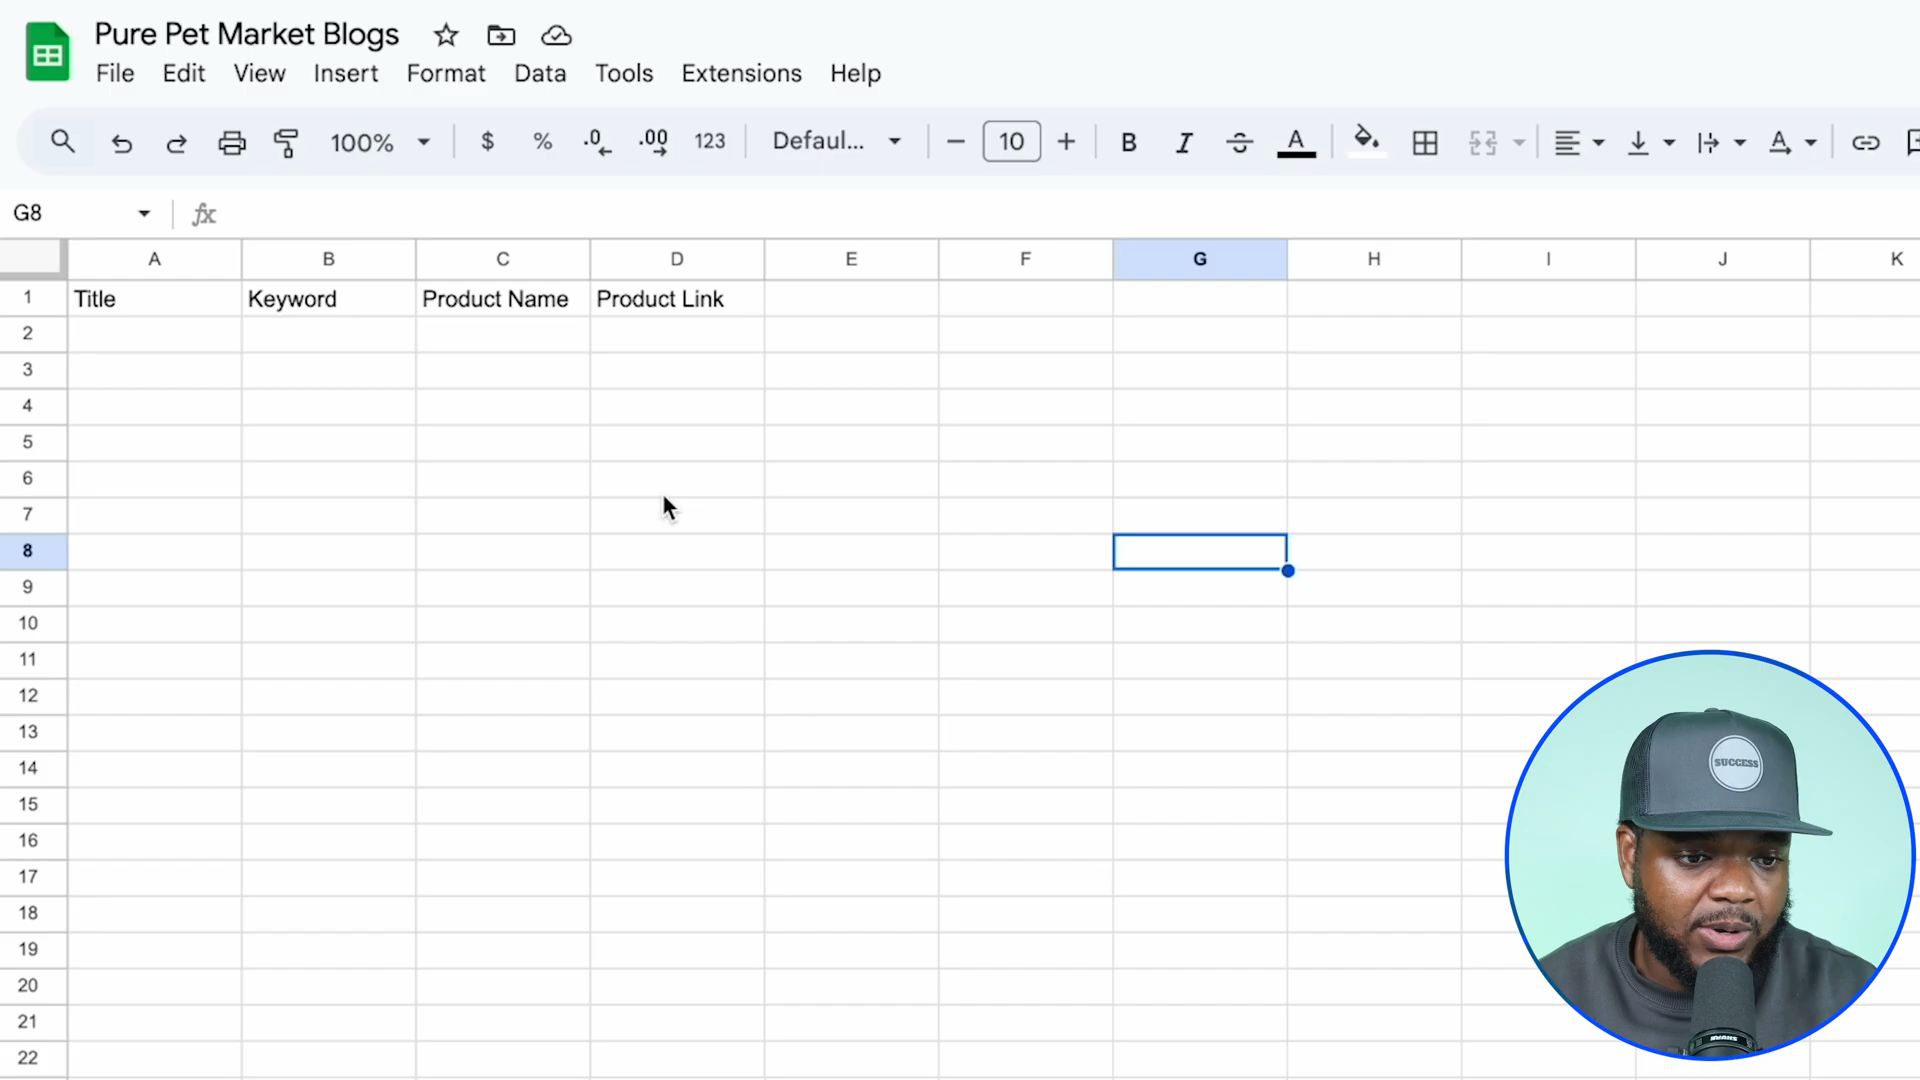 Pure Pet Market Blogs
File Edit View Insert Format Data Tools Extensions Help
100% $ % .0 .00 123 Defaul... 10 B I A A
G8 fx
A B C D E F G H I J K
1 Title Keyword Product Name Product Link
2
3
4
5
6
7
8
9
10
11
12
13
14
15
16
17
18
19
20
21
22
SUCCESS
SHURE